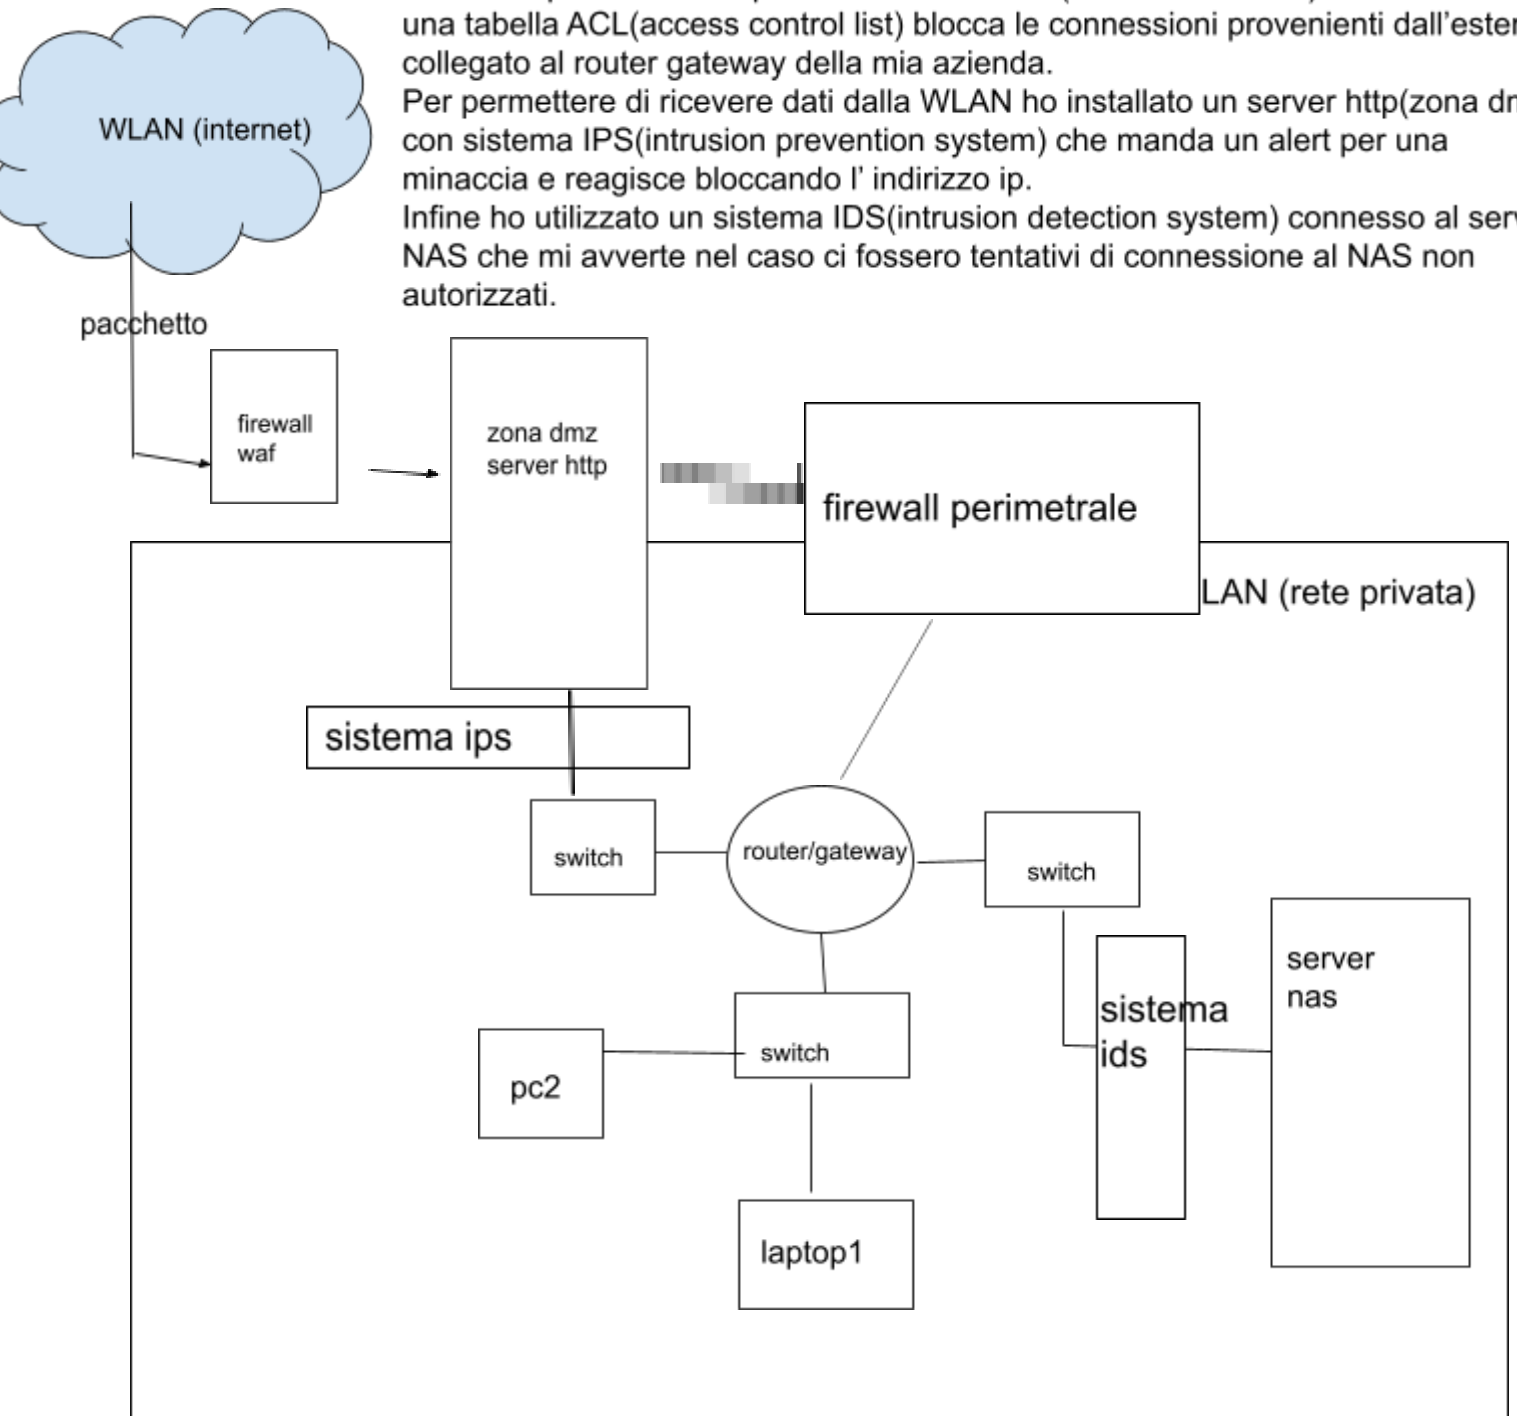 una tabella ACL(access control list) blocca le connessioni provenienti dall'ester
collegato al router gateway della mia azienda.
Per permettere di ricevere dati dalla WLAN ho installato un server http(zona dm
con sistema IPS(intrusion prevention system) che manda un alert per una
minaccia e reagisce bloccando l' indirizzo ip.
Infine ho utilizzato un sistema IDS(intrusion detection system) connesso al serv
NAS che mi avverte nel caso ci fossero tentativi di connessione al NAS non
autorizzati.
WLAN (internet)
pacchetto
firewall
waf
zona dmz
server http
firewall perimetrale
LAN (rete privata)
sistema ips
switch
router/gateway
switch
server
nas
sistema
ids
switch
pc2
laptop1